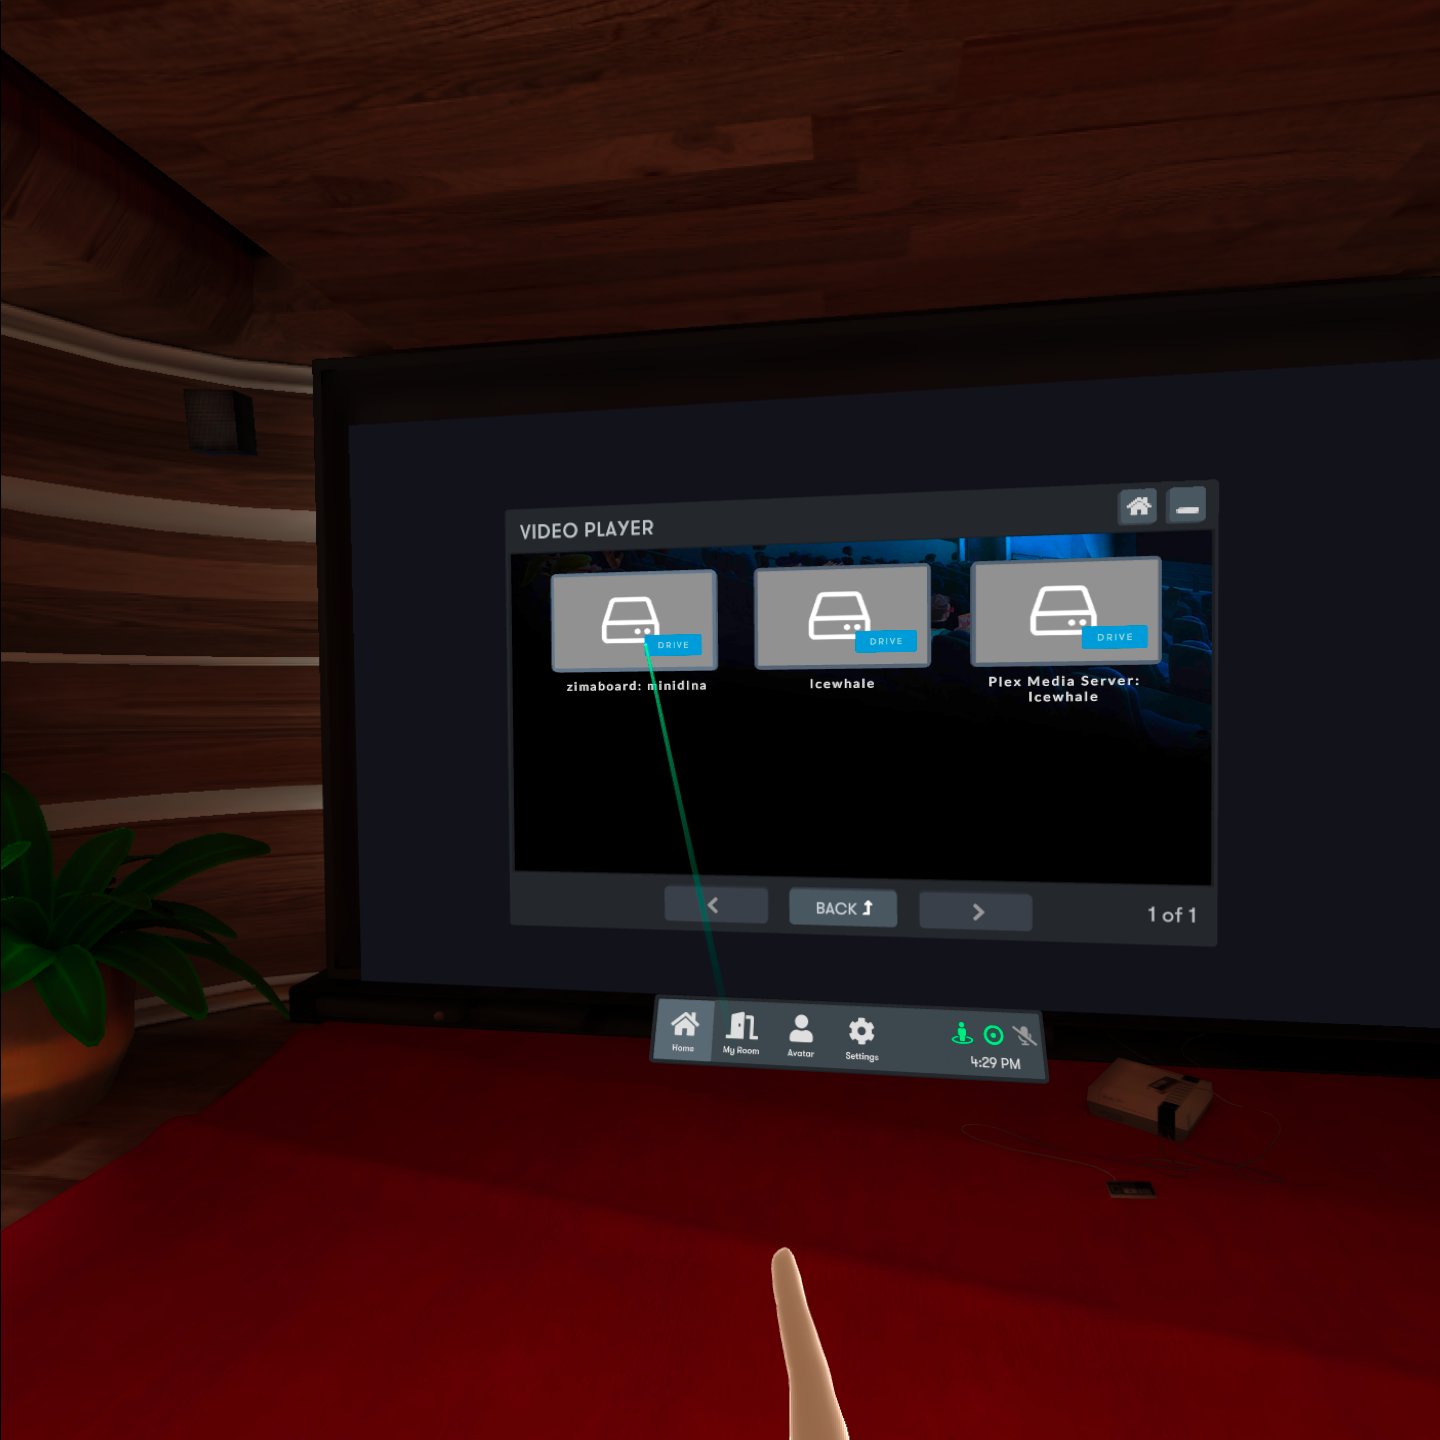 VIDEO PLAYER
DRIVE
DRIVE
DRIVE
zimaboard: minidlna
Icewhale
Plex Media Server:
Icewhale
BACK
1 of 1
Home
My Room
Avatar
Settings
4:29 PM